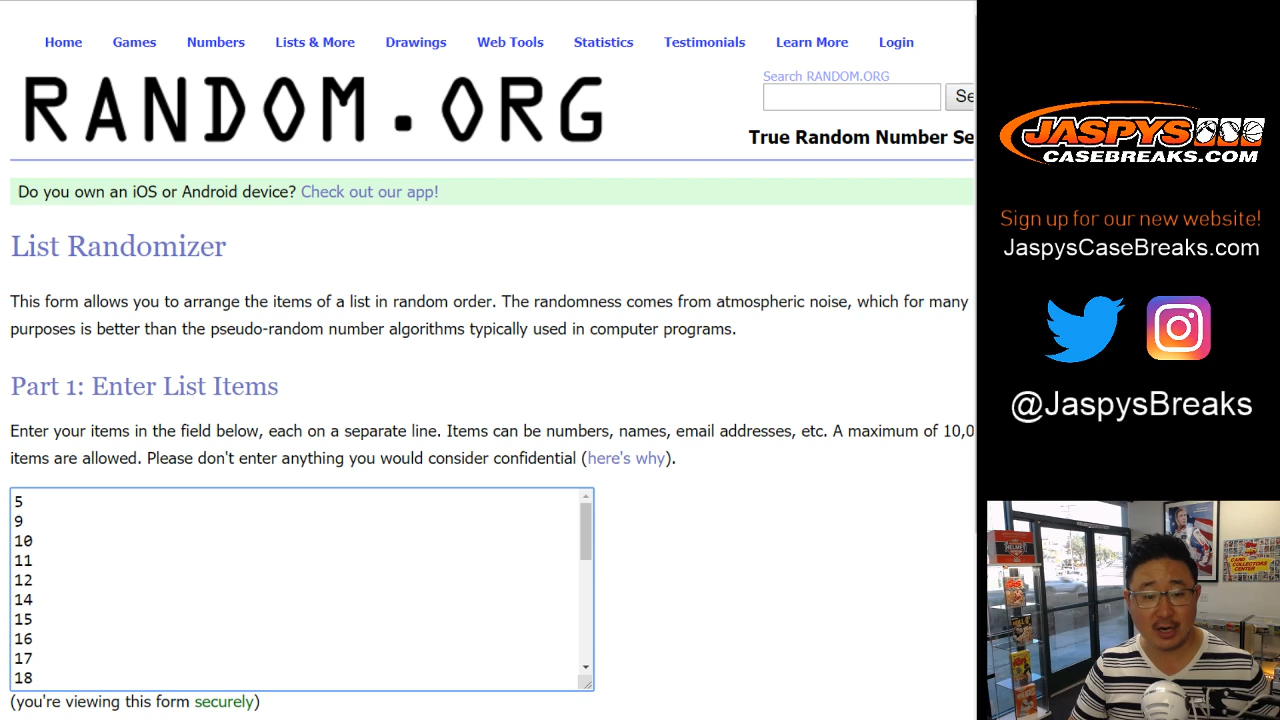 Home Games Numbers Lists & More Drawings Web Tools Statistics Testimonials Learn More Login
RANDOM.ORG
Search RANDOM.ORG
Se
True Random Number Se
Do you own an iOS or Android device? Check out our app!
List Randomizer
This form allows you to arrange the items of a list in random order. The randomness comes from atmospheric noise, which for many
purposes is better than the pseudo-random number algorithms typically used in computer programs.
Part 1: Enter List Items
Enter your items in the field below, each on a separate line. Items can be numbers, names, email addresses, etc. A maximum of 10,0
items are allowed. Please don't enter anything you would consider confidential (here's why).
5
9
10
11
12
14
15
16
17
18
(you're viewing this form securely)
JASPYS
CASEBREAKS.COM
Sign up for our new website!
JaspysCaseBreaks.com
@JaspysBreaks
CARD
COLLECTORS
CENTER